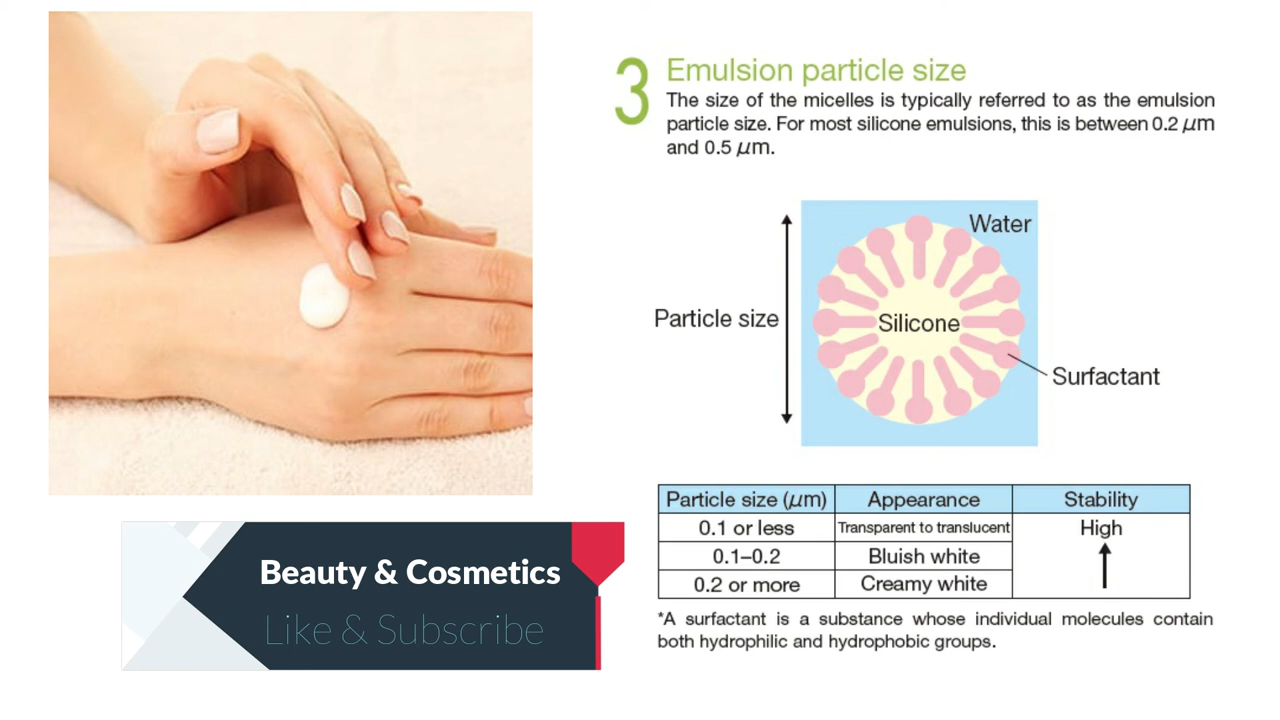 3 Emulsion particle size
The size of the micelles is typically referred to as the emulsion
particle size. For most silicone emulsions, this is between 0.2 μm
and 0.5 μm.
Water
Particle size
Silicone
Surfactant
Particle size (μm) Appearance Stability
0.1 or less Transparent to translucent High
0.1–0.2 Bluish white
0.2 or more Creamy white
*A surfactant is a substance whose individual molecules contain
both hydrophilic and hydrophobic groups.
Beauty & Cosmetics
Like & Subscribe